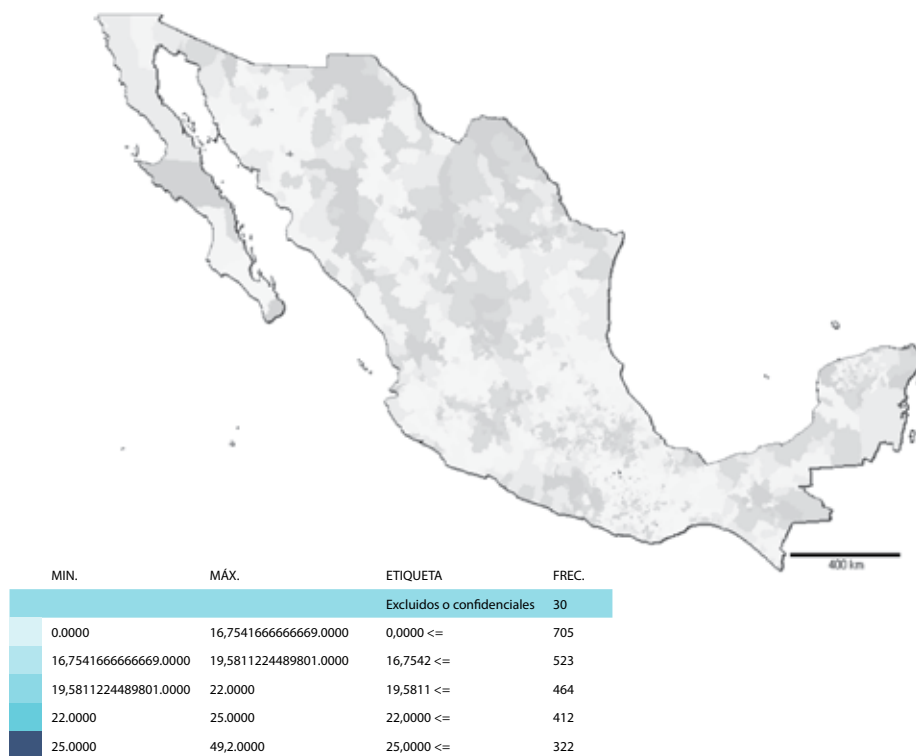 400 km
MIN. MÁX. ETIQUETA FREC.
Excluidos o confidenciales 30
0.0000 16,7541666666669.0000 0,0000 <= 705
16,7541666666669.0000 19,5811224489801.0000 16,7542 <= 523
19,5811224489801.0000 22.0000 19,5811 <= 464
22.0000 25.0000 22,0000 <= 412
25.0000 49,2.0000 25,0000 <= 322